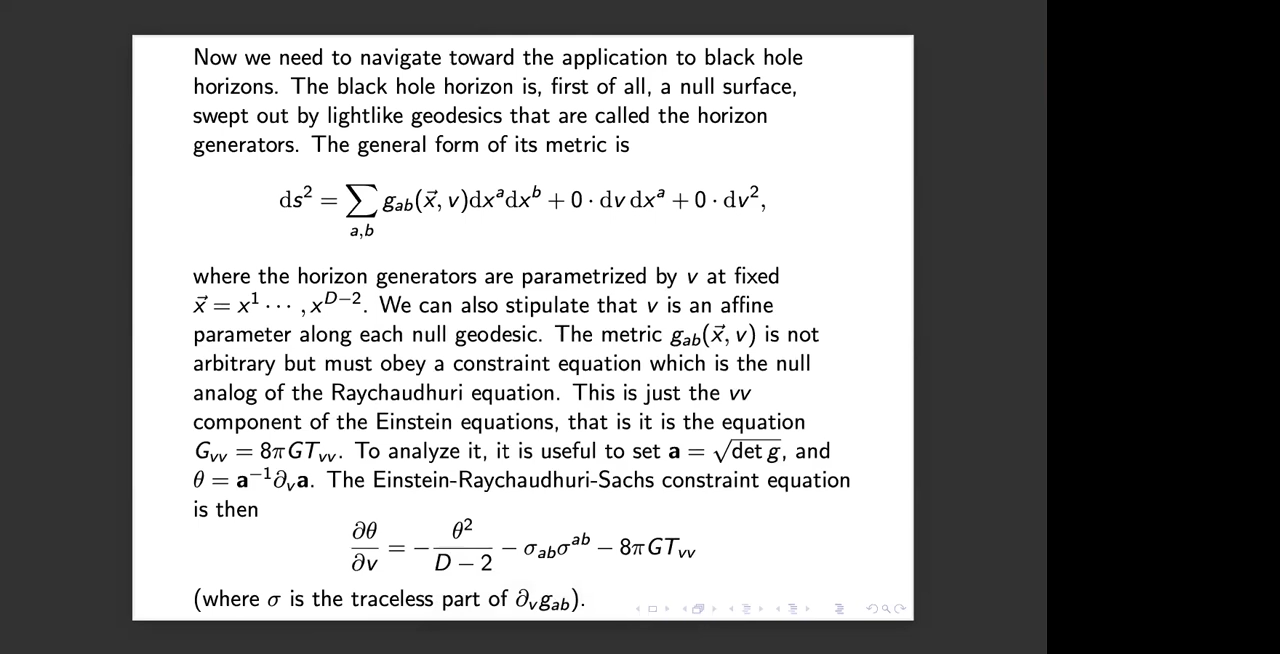 Now we need to navigate toward the application to black hole
horizons. The black hole horizon is, first of all, a null surface,
swept out by lightlike geodesics that are called the horizon
generators. The general form of its metric is
ds² = ∑_{a,b} g_{ab}(x⃗, v)dx^a dx^b + 0 · dv dx^a + 0 · dv²,
where the horizon generators are parametrized by v at fixed
x⃗ = x¹ ⋯ , x^{D−2}. We can also stipulate that v is an affine
parameter along each null geodesic. The metric g_{ab}(x⃗, v) is not
arbitrary but must obey a constraint equation which is the null
analog of the Raychaudhuri equation. This is just the vv
component of the Einstein equations, that is it is the equation
G_{vv} = 8πGT_{vv}. To analyze it, it is useful to set a = √det g, and
θ = a⁻¹∂_v a. The Einstein-Raychaudhuri-Sachs constraint equation
is then
∂θ/∂v = −θ²/(D − 2) − σ_{ab}σ^{ab} − 8πGT_{vv}
(where σ is the traceless part of ∂_v g_{ab}).